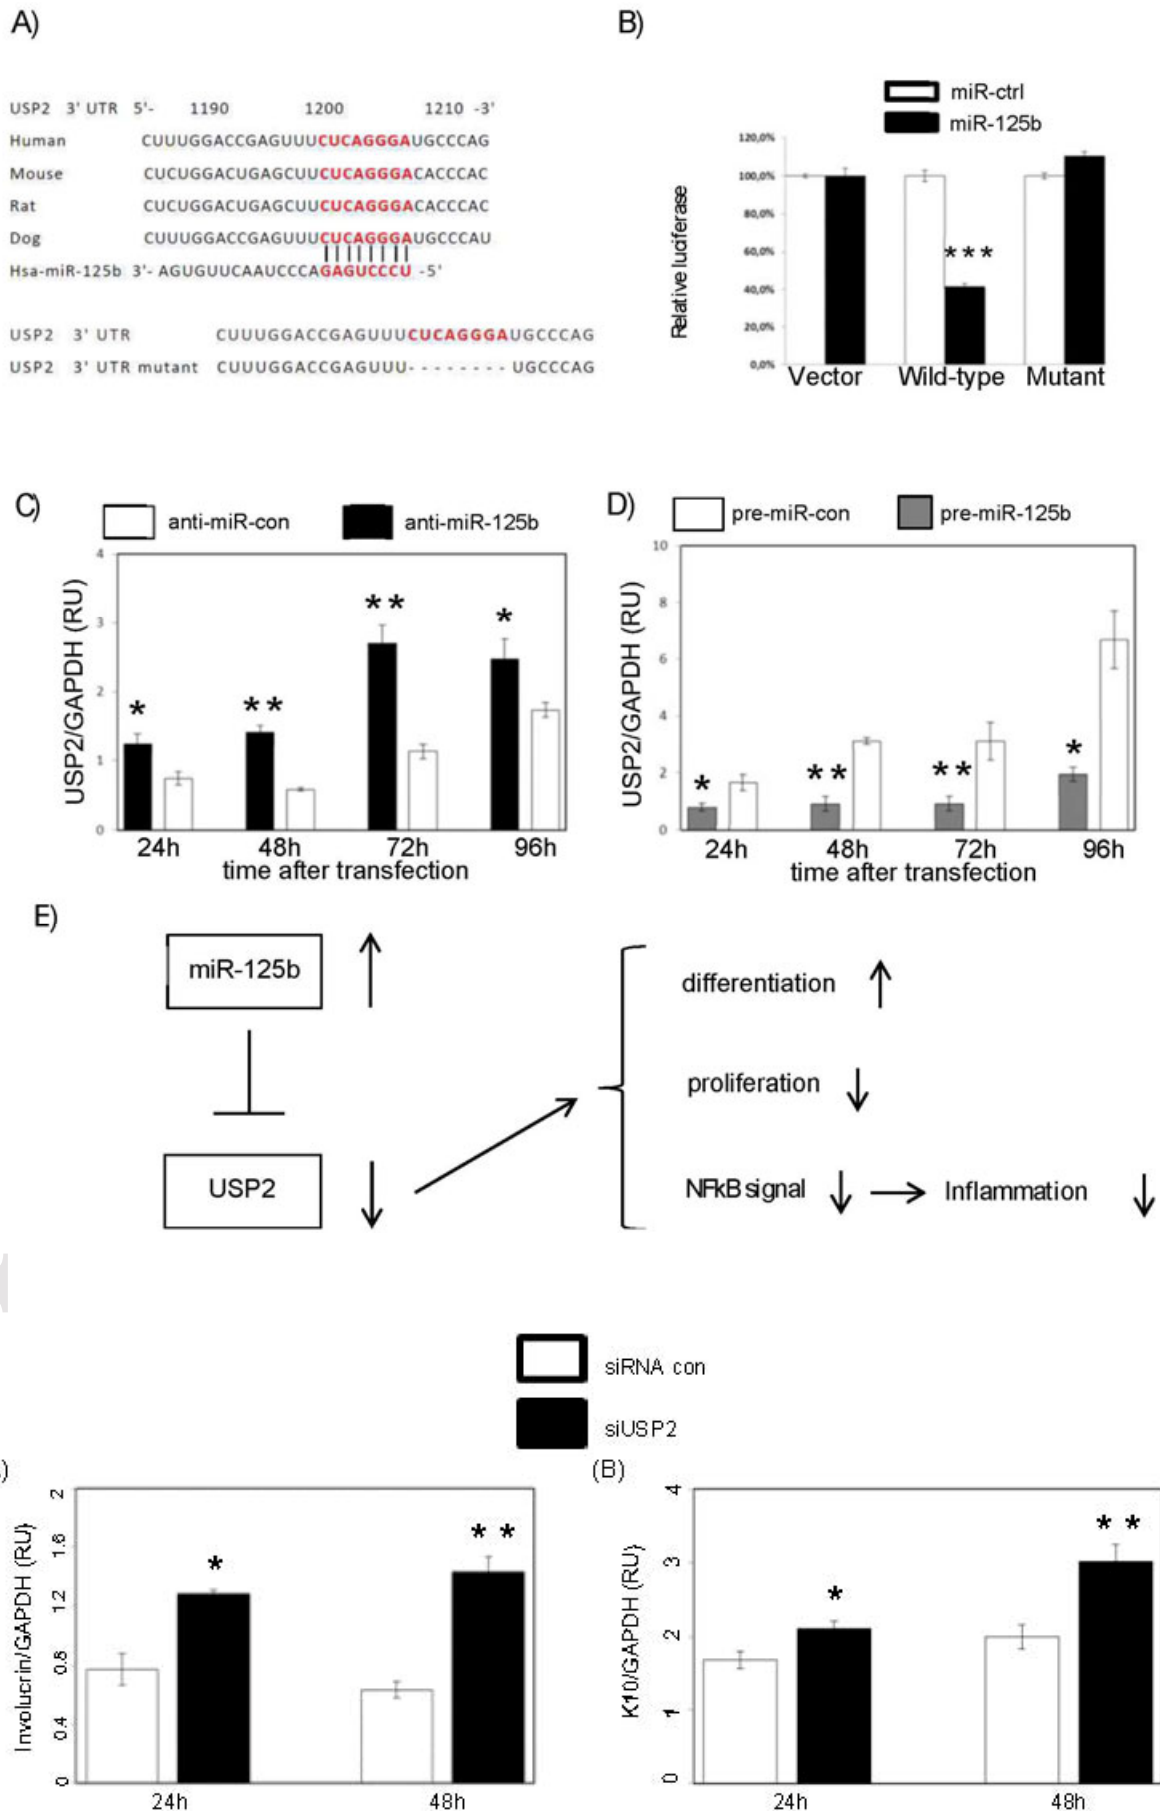 A)
USP2 3' UTR 5'- 1190 1200 1210 -3'
Human CUUUGGACCGAGUUUCUCAGGGAUGCCCAG
Mouse CUCUGGACUGAGCUUCUCAGGGACACCCAC
Rat CUCUGGACUGAGCUUCUCAGGGACACCCAC
Dog CUUUGGACCGAGUUUCUCAGGGAUGCCCAU
Hsa-miR-125b 3'- AGUGUUCAAUCCCAGAGUCCCU -5'
USP2 3' UTR CUUUGGACCGAGUUUCUCAGGGAUGCCCAG
USP2 3' UTR mutant CUUUGGACCGAGUUU- - - - - - - - UGCCCAG
B)
miR-ctrl
miR-125b
Relative luciferase
120,0%
100,0%
80,0%
60,0%
40,0%
20,0%
0,0%
***
Vector Wild-type Mutant
C)
anti-miR-con anti-miR-125b
USP2/GAPDH (RU)
4
3
2
1
0
* ** ** *
24h 48h 72h 96h
time after transfection
D)
pre-miR-con pre-miR-125b
USP2/GAPDH (RU)
10
8
6
4
2
0
* ** ** *
24h 48h 72h 96h
time after transfection
E)
miR-125b
USP2
differentiation
proliferation
NFkB signal
Inflammation
siRNA con
siUSP2
)
Involucrin/GAPDH (RU)
2
1.6
1.2
0.8
0.4
0
* **
24h 48h
(B)
K10/GAPDH (RU)
4
3
2
1
0
* **
24h 48h